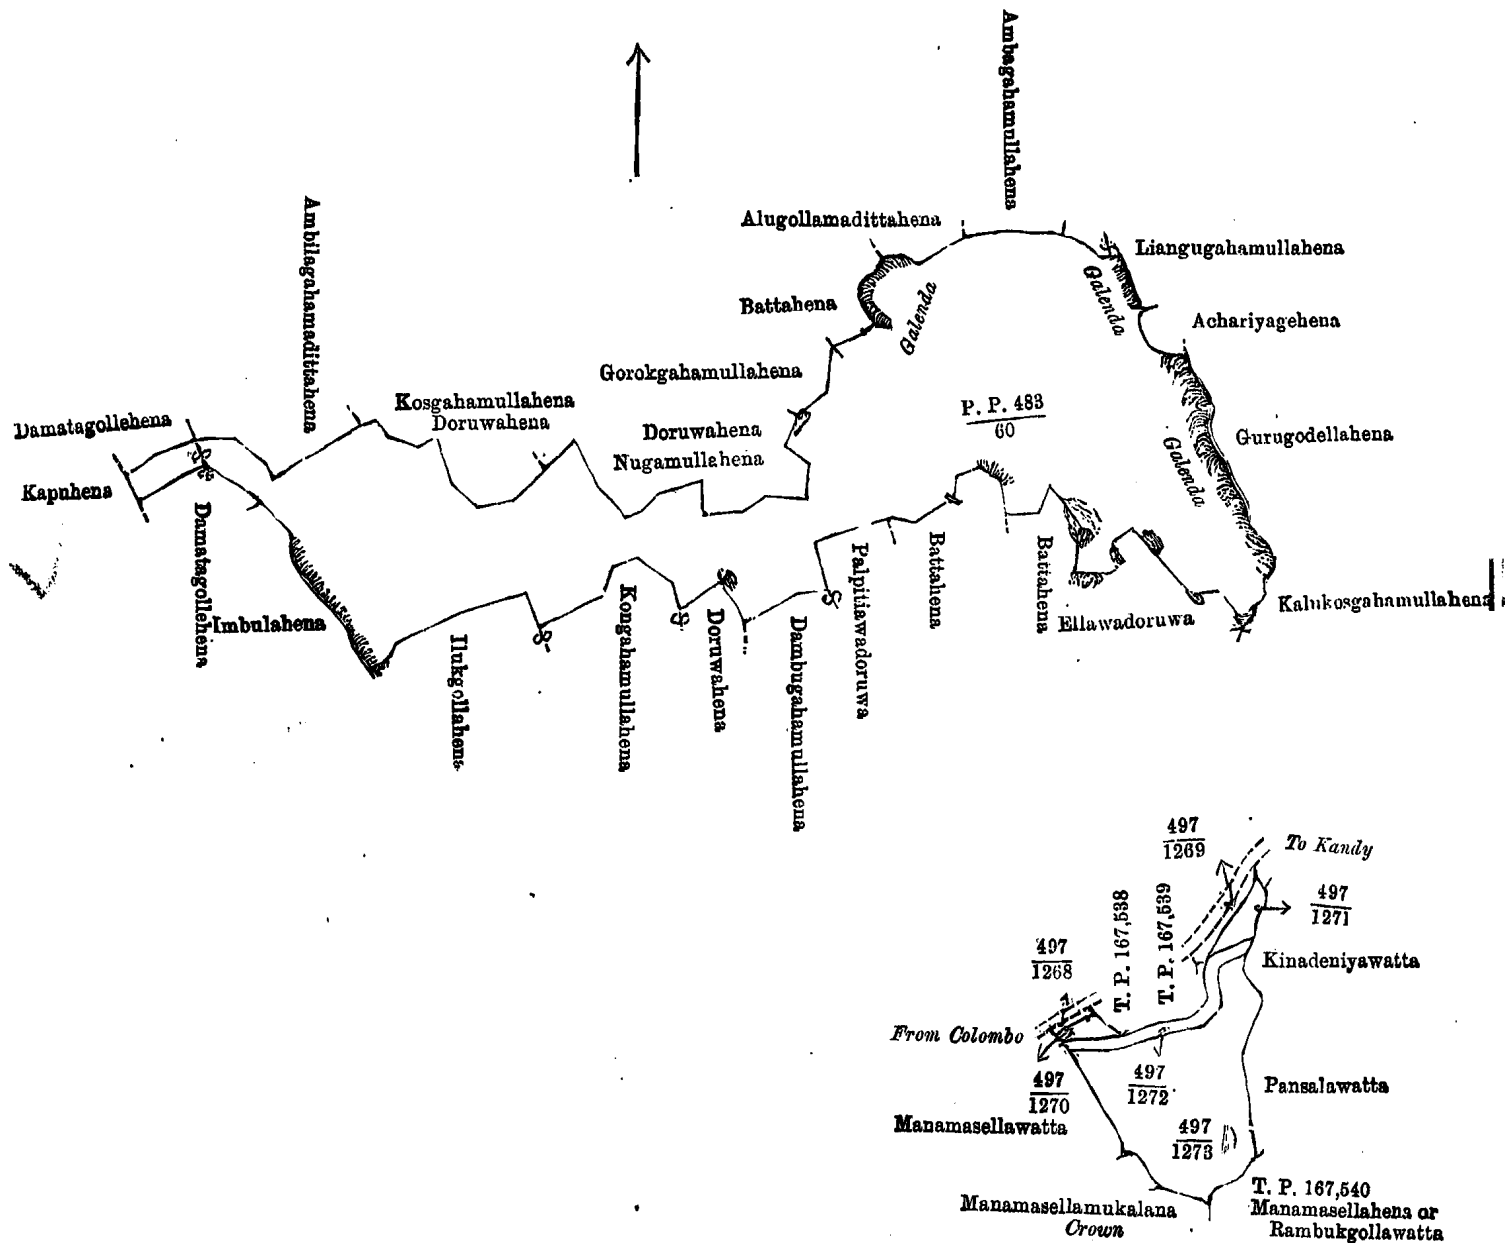 Ambagahamullahena
Alugollamadittahena
Liangugahamullahena
Ambilagahamadittahena
Battahena
Galenda
Galenda
Achariyagehena
Gorokgahamullahena
Kosgahamullahena
Doruwahena
P. P. 483
60
Damatagollehena
Doruwahena
Nugamullahena
Gurugodellahena
Galenda
Kapuhena
Damatagollehena
Imbulahena
Ilukgollahena
Kongahamullahena
Doruwahena
Dambugahamullahena
Palpitiawadoruwa
Battahena
Battahena
Ellawadoruwa
Kalukosgahamullahena
497
1269
To Kandy
497
1271
T. P. 167,538
T. P. 167,539
497
1268
Kinadeniyawatta
From Colombo
497
1270
497
1272
Pansalawatta
Manamasellawatta
497
1273
T. P. 167,540
Manamasellahena or
Rambukgollawatta
Manamasellamukalana
Crown